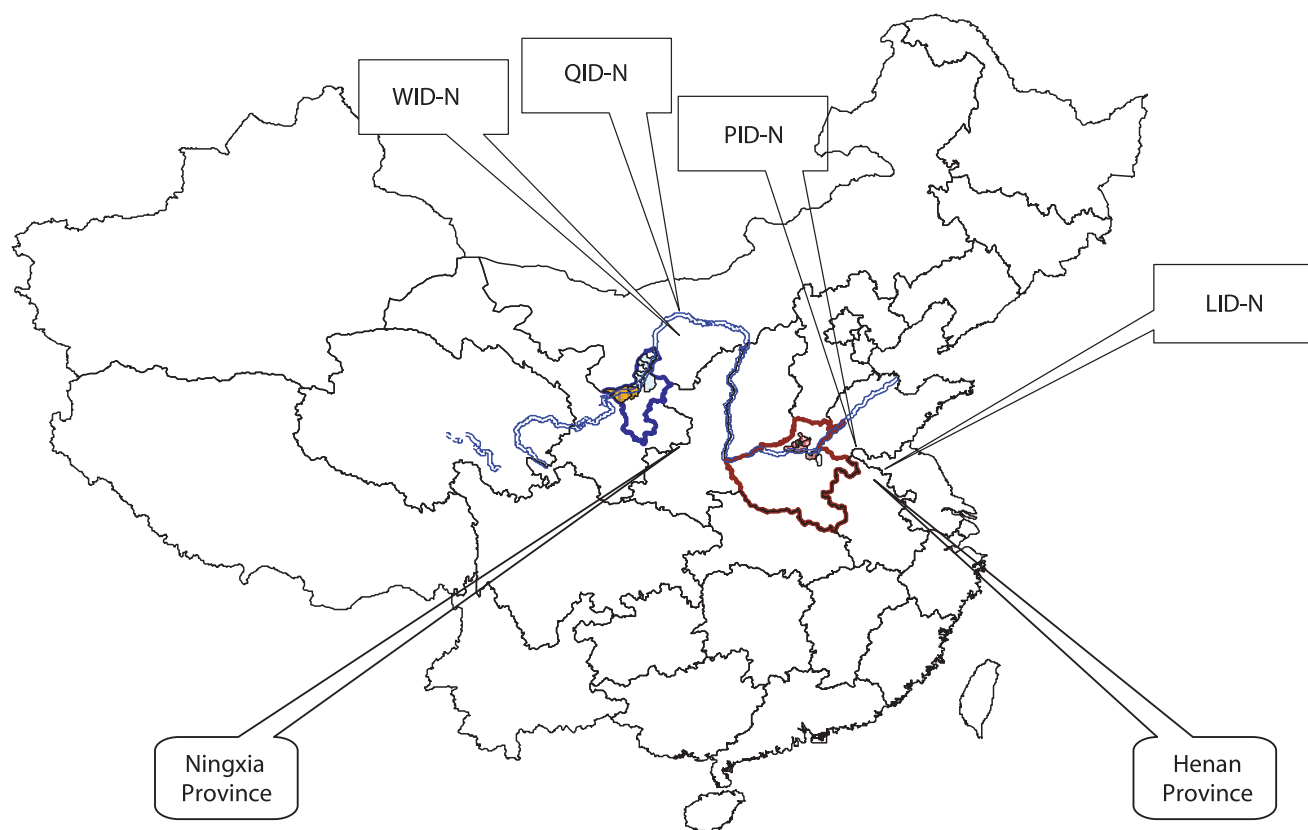 QID-N
WID-N
PID-N
LID-N
Ningxia
Province
Henan
Province